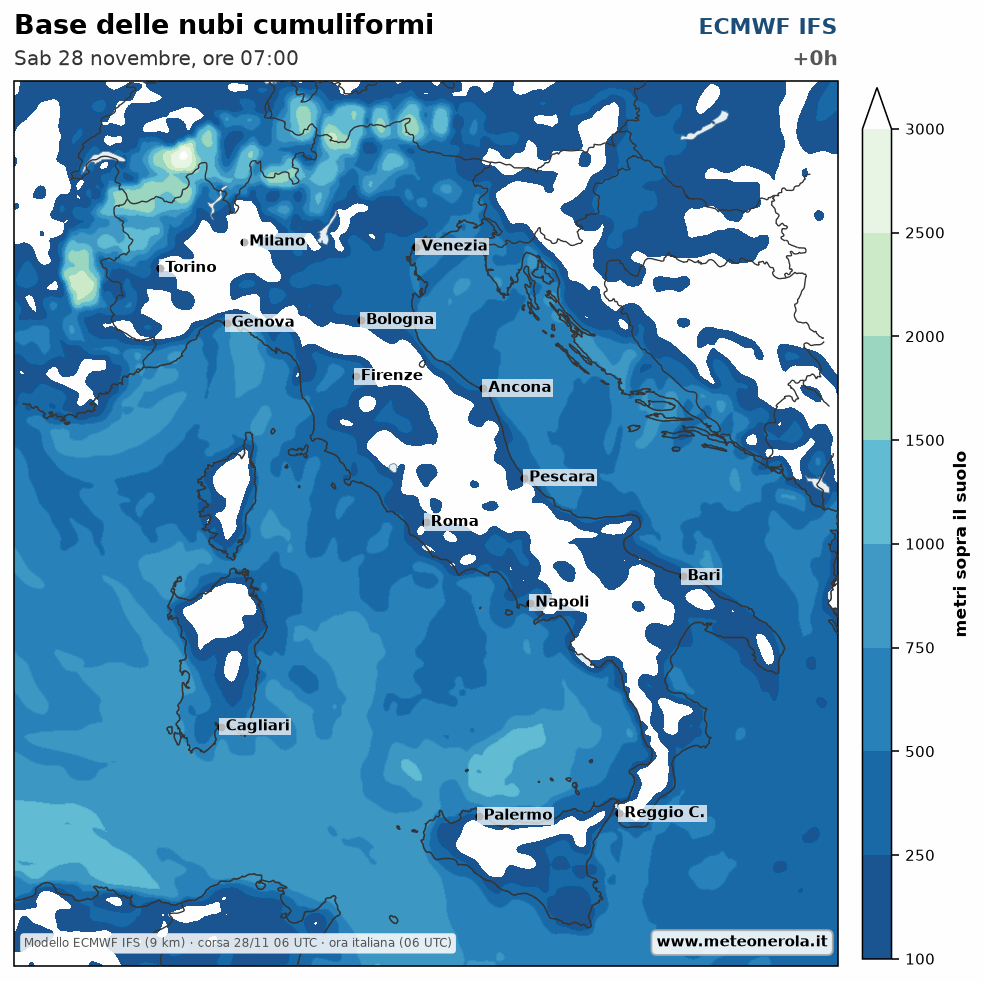 Base delle nubi cumuliformi
ECMWF IFS
Sab 28 novembre, ore 07:00
+0h
Milano
Venezia
Torino
Bologna
Genova
Firenze
Ancona
Pescara
Roma
Bari
Napoli
Cagliari
Palermo
Reggio C.
3000
2500
2000
1500
1000
750
500
250
100
metri sopra il suolo
Modello ECMWF IFS (9 km) · corsa 28/11 06 UTC · ora italiana (06 UTC)
www.meteonerola.it